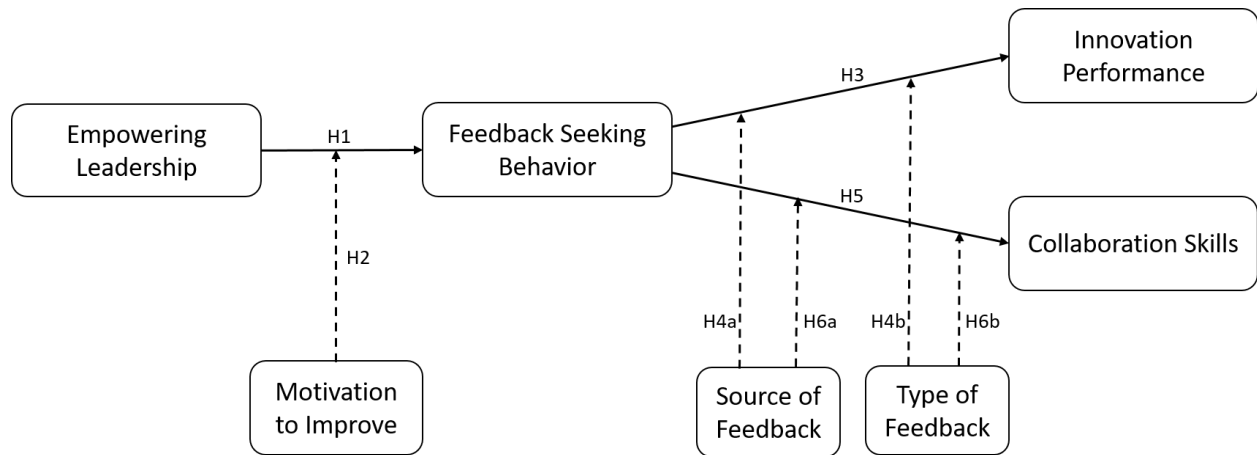 Innovation
Performance
H3
Empowering
Leadership
H1
Feedback Seeking
Behavior
H5
Collaboration Skills
H2
H4a
H6a
H4b
H6b
Motivation
to Improve
Source of
Feedback
Type of
Feedback